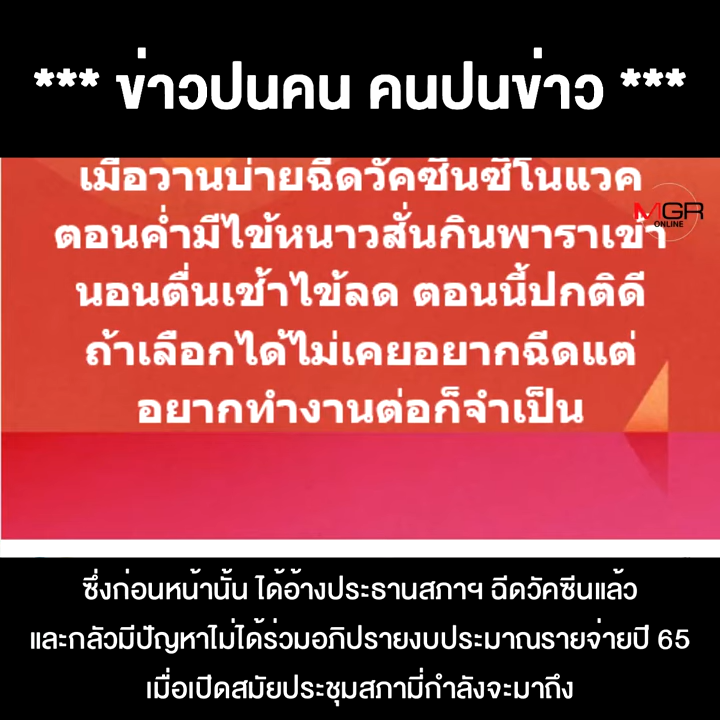 *** ข่าวปนคน คนปนข่าว ***
เมื่อวานบ่ายฉีดวัคซีนซิโนแวค
MGR
ONLINE
ตอนค่ำมีไข้หนาวสั่นกินพาราเข้า
นอนตื่นเช้าไข้ลด ตอนนี้ปกติดี
ถ้าเลือกได้ไม่เคยอยากฉีดแต่
อยากทำงานต่อก็จำเป็น
ซึ่งก่อนหน้านั้น ได้อ้างประธานสภาฯ ฉีดวัคซีนแล้ว
และกลัวมีปัญหาไม่ได้ร่วมอภิปรายงบประมาณรายจ่ายปี 65
เมื่อเปิดสมัยประชุมสภามี่กำลังจะมาถึง